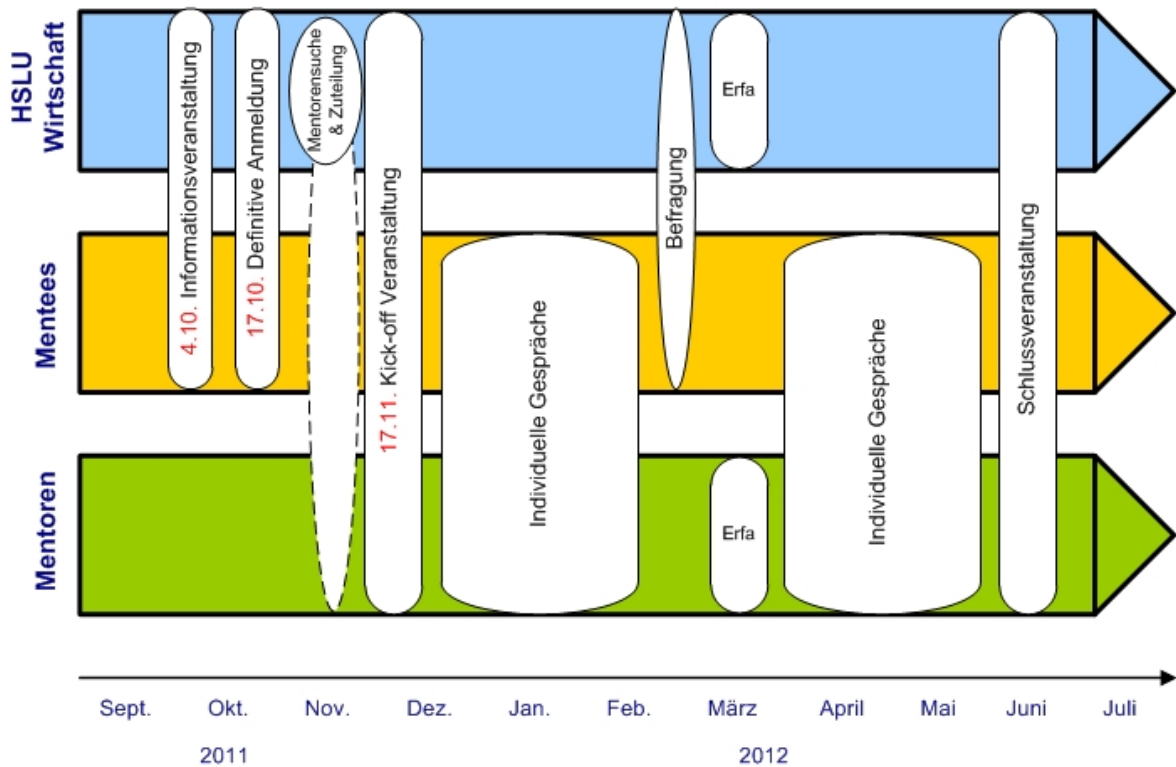 HSLU
Wirtschaft
4.10. Informationsveranstaltung
17.10. Definitive Anmeldung
Mentorensuche
& Zuteilung
17.11. Kick-off Veranstaltung
Befragung
Erfa
Schlussveranstaltung
Mentees
Individuelle Gespräche
Individuelle Gespräche
Mentoren
Erfa
Sept.
Okt.
Nov.
Dez.
Jan.
Feb.
März
April
Mai
Juni
Juli
2011
2012